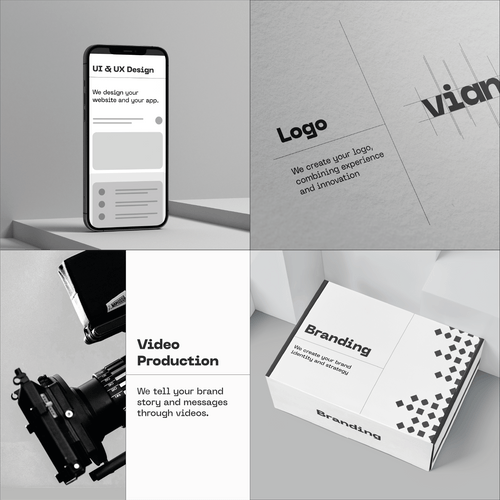 UI & UX Design
We design your
website and your app.
Logo
We create your logo,
combining experience
and innovation
vian
Video
Production
We tell your brand
story and messages
through videos.
Branding
We create your brand
identity and strategy
Branding